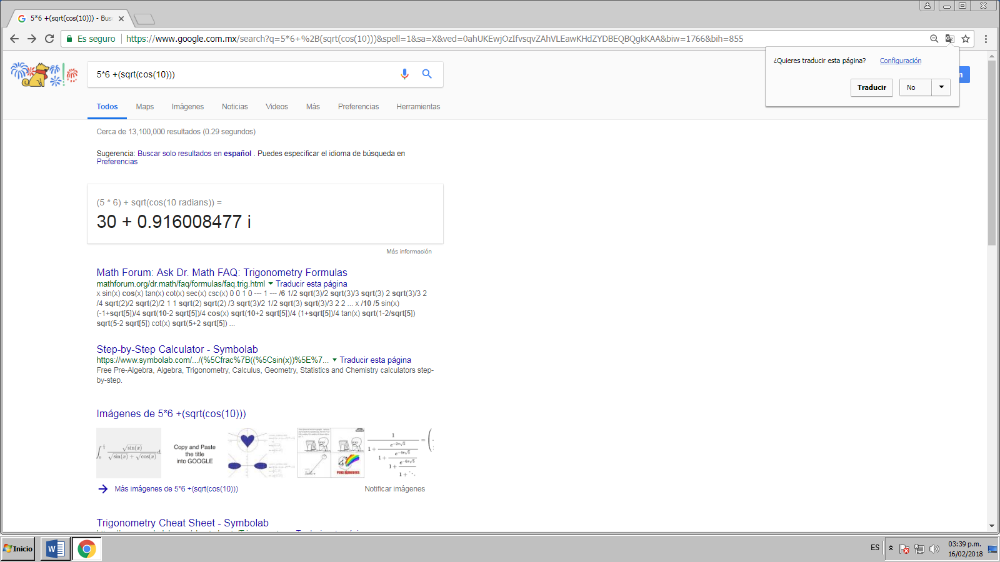 5*6 +(sqrt(cos(10))) - Bus
Es seguro
https://www.google.com.mx/search?q=5*6+%2B(sqrt(cos(10)))&spell=1&sa=X&ved=0ahUKEwjOzIfvsqvZAhVLEawKHdZYDBEQBQgkKAA&biw=1766&bih=855
¿Quieres traducir esta página? Configuración
Traducir No
5*6 +(sqrt(cos(10)))
Todos Maps Imágenes Noticias Videos Más Preferencias Herramientas
Cerca de 13,100,000 resultados (0.29 segundos)
Sugerencia: Buscar solo resultados en español . Puedes especificar el idioma de búsqueda en
Preferencias
(5 * 6) + sqrt(cos(10 radians)) =
30 + 0.916008477 i
Más información
Math Forum: Ask Dr. Math FAQ: Trigonometry Formulas
mathforum.org/dr.math/faq/formulas/faq.trig.html Traducir esta página
x sin(x) cos(x) tan(x) cot(x) sec(x) csc(x) 0 0 1 0 --- 1 --- /6 1/2 sqrt(3)/2 sqrt(3)/3 sqrt(3) 2 sqrt(3)/3 2
/4 sqrt(2)/2 sqrt(2)/2 1 1 sqrt(2) sqrt(2) /3 sqrt(3)/2 1/2 sqrt(3) sqrt(3)/3 2 2 ... x /10 /5 sin(x)
(-1+sqrt[5])/4 sqrt(10-2 sqrt[5])/4 cos(x) sqrt(10+2 sqrt[5])/4 (1+sqrt[5])/4 tan(x) sqrt(1-2/sqrt[5])
sqrt(5-2 sqrt[5]) cot(x) sqrt(5+2 sqrt[5]) ...
Step-by-Step Calculator - Symbolab
https://www.symbolab.com/.../(%5Cfrac%7B((%5Csin(x))%5E%7... Traducir esta página
Free Pre-Algebra, Algebra, Trigonometry, Calculus, Geometry, Statistics and Chemistry calculators step-
by-step.
Imágenes de 5*6 +(sqrt(cos(10)))
Copy and Paste
the title
into GOOGLE
Más imágenes de 5*6 +(sqrt(cos(10)))
Notificar imágenes
Trigonometry Cheat Sheet - Symbolab
Inicio
ES
03:39 p.m.
16/02/2018